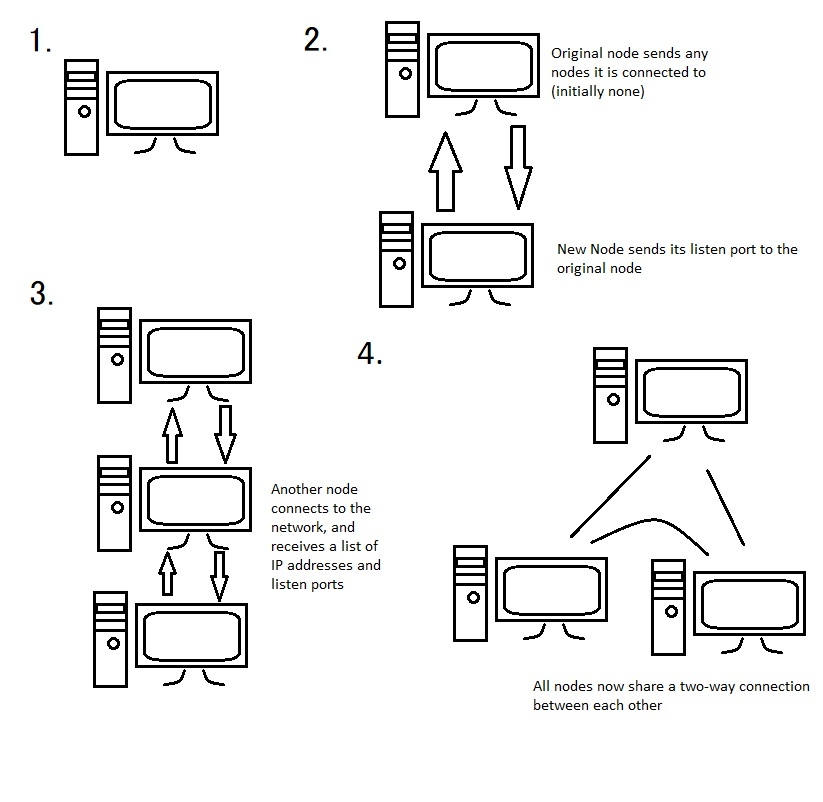 1.
2.
Original node sends any
nodes it is connected to
(initially none)
New Node sends its listen port to the
original node
3.
Another node
connects to the
network, and
receives a list of
IP addresses and
listen ports
4.
All nodes now share a two-way connection
between each other